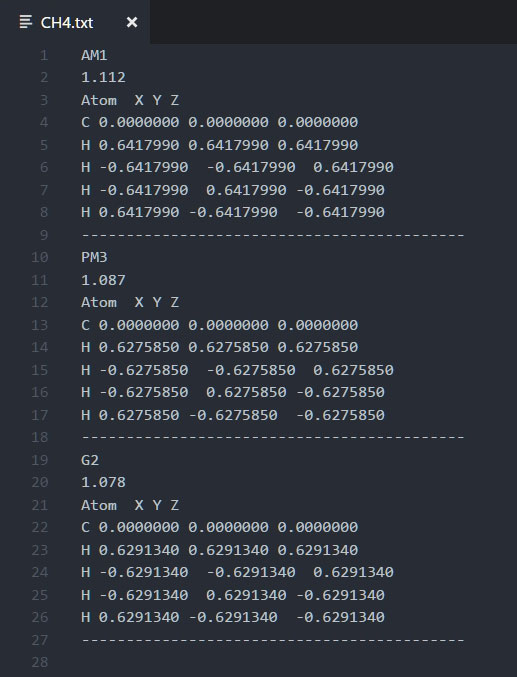 CH4.txt ×
1 AM1
2 1.112
3 Atom  X Y Z
4 C 0.0000000 0.0000000 0.0000000
5 H 0.6417990 0.6417990 0.6417990
6 H -0.6417990  -0.6417990  0.6417990
7 H -0.6417990  0.6417990 -0.6417990
8 H 0.6417990 -0.6417990  -0.6417990
9 -------------------------------------------
10 PM3
11 1.087
12 Atom  X Y Z
13 C 0.0000000 0.0000000 0.0000000
14 H 0.6275850 0.6275850 0.6275850
15 H -0.6275850  -0.6275850  0.6275850
16 H -0.6275850  0.6275850 -0.6275850
17 H 0.6275850 -0.6275850  -0.6275850
18 -------------------------------------------
19 G2
20 1.078
21 Atom  X Y Z
22 C 0.0000000 0.0000000 0.0000000
23 H 0.6291340 0.6291340 0.6291340
24 H -0.6291340  -0.6291340  0.6291340
25 H -0.6291340  0.6291340 -0.6291340
26 H 0.6291340 -0.6291340  -0.6291340
27 -------------------------------------------
28